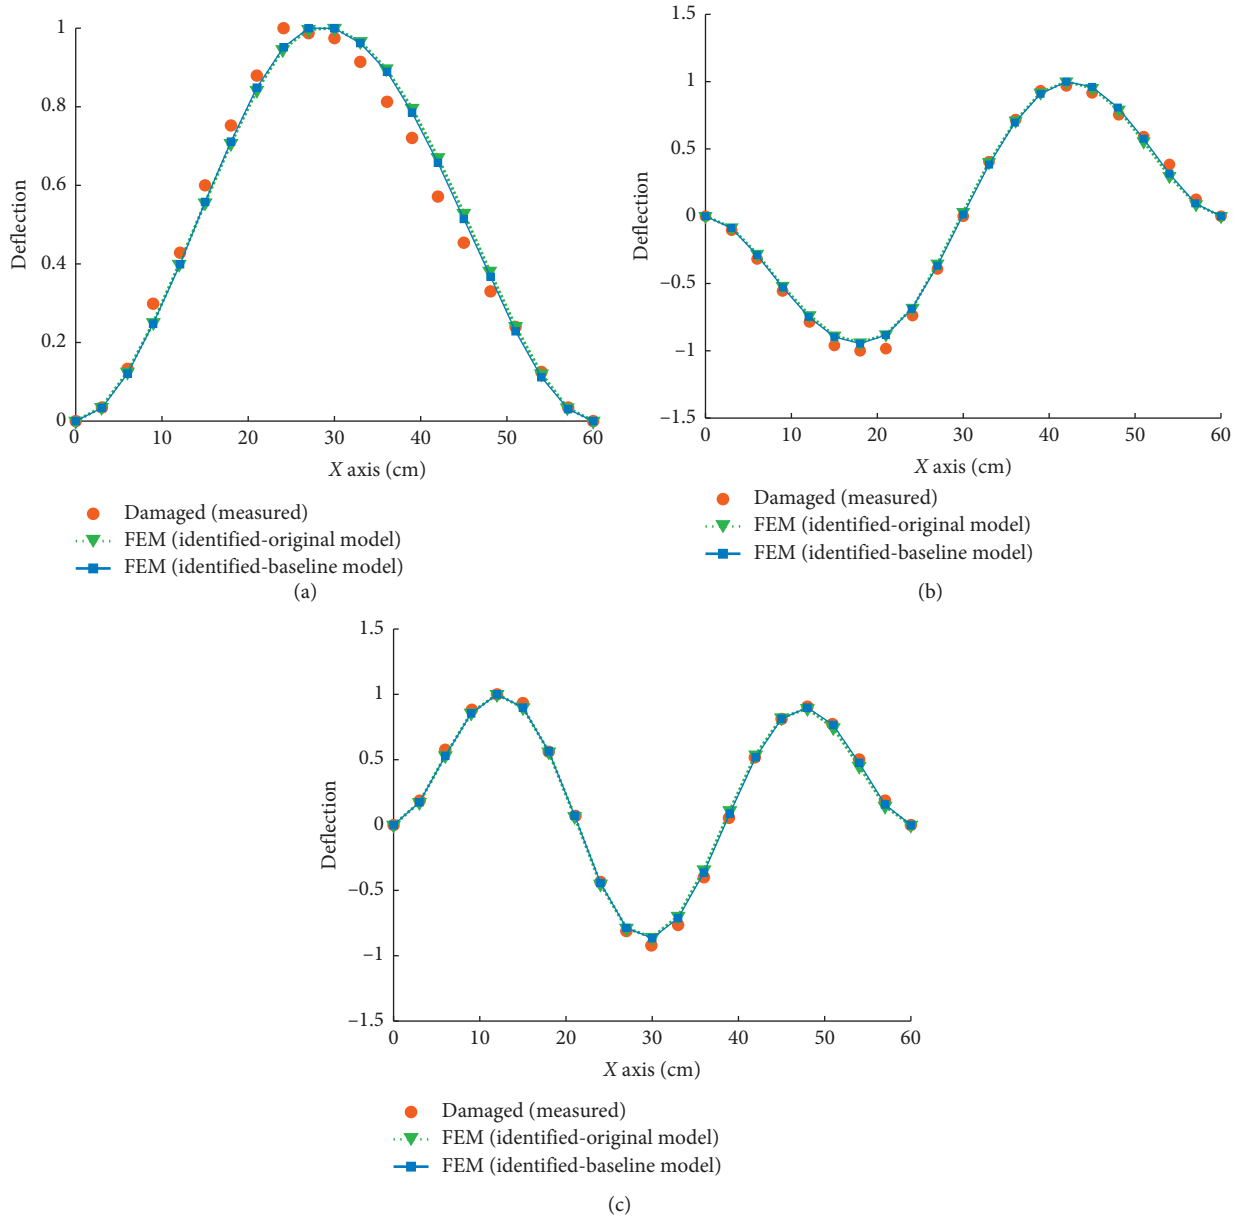 1
0.8
0.6
0.4
0.2
0
Deflection
0 10 20 30 40 50 60
X axis (cm)
Damaged (measured)
FEM (identified-original model)
FEM (identified-baseline model)
(a)
1.5
1
0.5
0
−0.5
−1
−1.5
Deflection
0 10 20 30 40 50 60
X axis (cm)
Damaged (measured)
FEM (identified-original model)
FEM (identified-baseline model)
(b)
1.5
1
0.5
0
−0.5
−1
−1.5
Deflection
0 10 20 30 40 50 60
X axis (cm)
Damaged (measured)
FEM (identified-original model)
FEM (identified-baseline model)
(c)